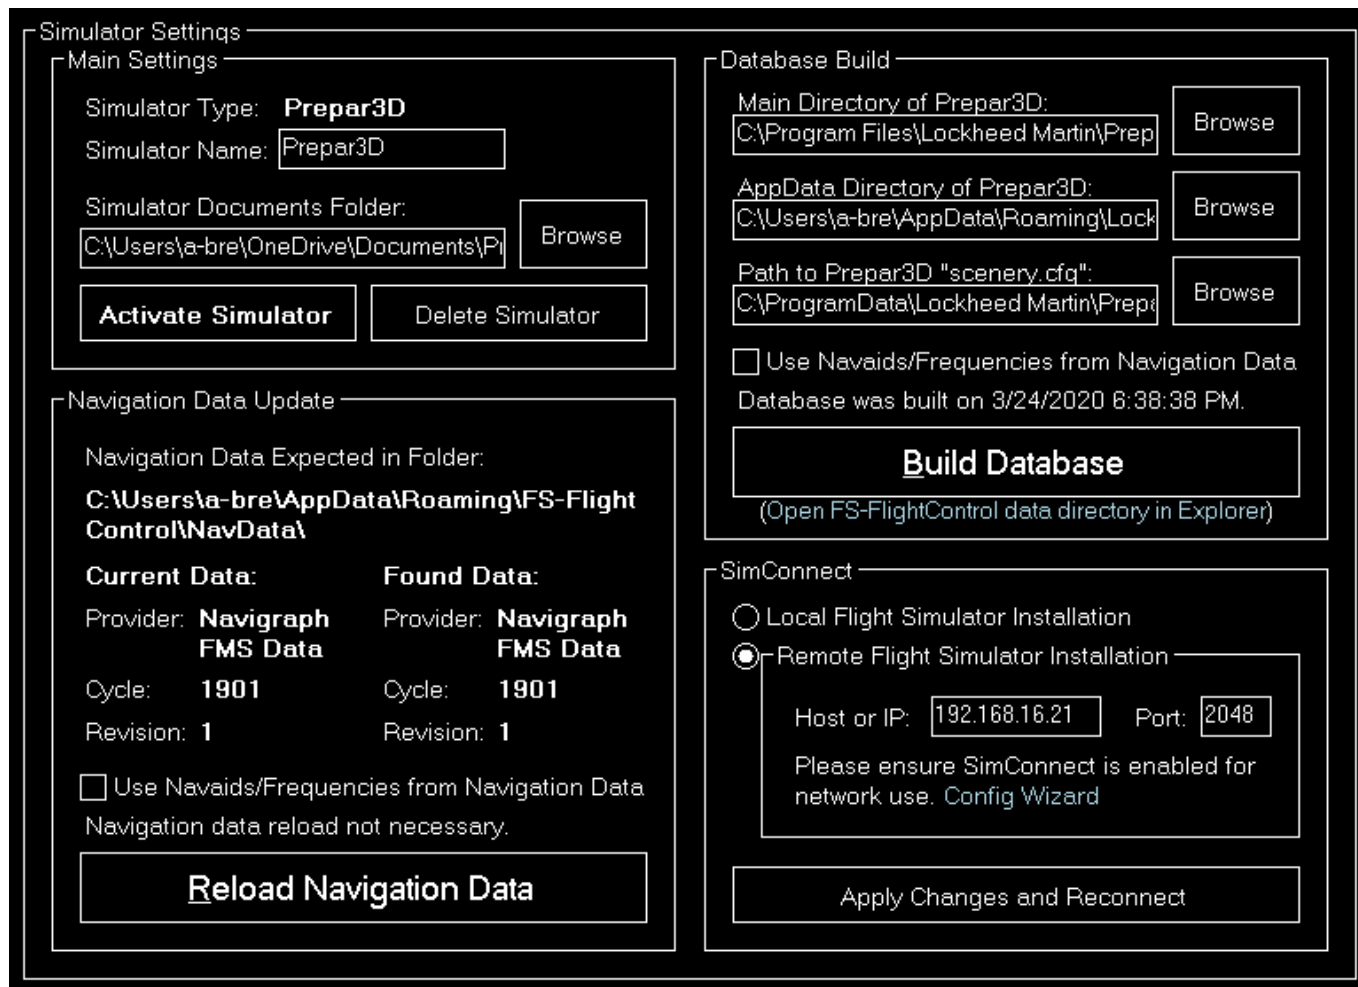 Simulator Settings
Main Settings
Simulator Type: Prepar3D
Simulator Name: Prepar3D
Simulator Documents Folder:
C:\Users\a-bre\OneDrive\Documents\Pr
Browse
Activate Simulator
Delete Simulator
Navigation Data Update
Navigation Data Expected in Folder:
C:\Users\a-bre\AppData\Roaming\FS-Flight
Control\NavData\
Current Data: Found Data:
Provider: Navigraph Provider: Navigraph
FMS Data FMS Data
Cycle: 1901 Cycle: 1901
Revision: 1 Revision: 1
Use Navaids/Frequencies from Navigation Data
Navigation data reload not necessary.
Reload Navigation Data
Database Build
Main Directory of Prepar3D:
C:\Program Files\Lockheed Martin\Prep
Browse
AppData Directory of Prepar3D:
C:\Users\a-bre\AppData\Roaming\Lock
Browse
Path to Prepar3D "scenery.cfg":
C:\ProgramData\Lockheed Martin\Prepa
Browse
Use Navaids/Frequencies from Navigation Data
Database was built on 3/24/2020 6:38:38 PM.
Build Database
(Open FS-FlightControl data directory in Explorer)
SimConnect
Local Flight Simulator Installation
Remote Flight Simulator Installation
Host or IP: 192.168.16.21 Port: 2048
Please ensure SimConnect is enabled for
network use. Config Wizard
Apply Changes and Reconnect